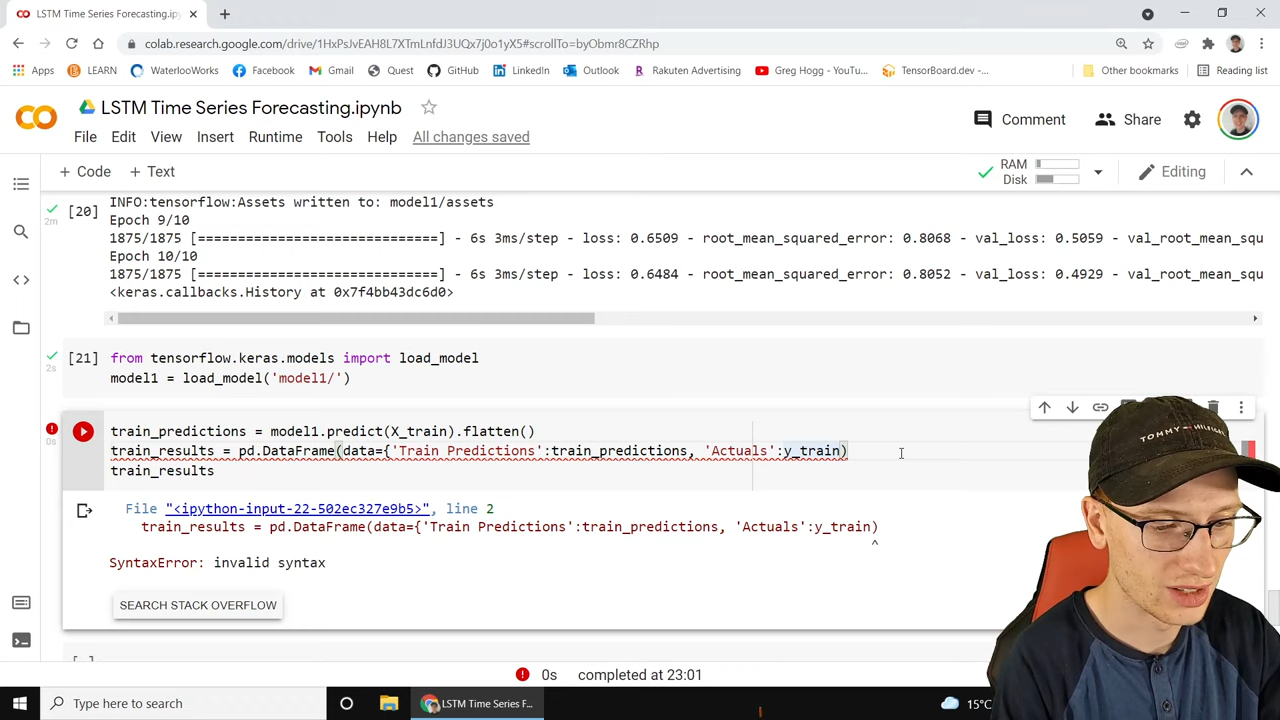 LSTM Time Series Forecasting.ipynb
colab.research.google.com/drive/1HxPsJvEAH8L7XTmLnfdJ3UQx7j0o1yX5#scrollTo=byObmr8CZRhp
Apps LEARN WaterlooWorks Facebook Gmail Quest GitHub LinkedIn Outlook Rakuten Advertising Greg Hogg - YouTu... TensorBoard.dev -... Other bookmarks Reading list
LSTM Time Series Forecasting.ipynb
File Edit View Insert Runtime Tools Help All changes saved
Comment Share
+ Code + Text
RAM
Disk
Editing
INFO:tensorflow:Assets written to: model1/assets
[20]
2m
Epoch 9/10
1875/1875 [==============================] - 6s 3ms/step - loss: 0.6509 - root_mean_squared_error: 0.8068 - val_loss: 0.5059 - val_root_mean_squ
Epoch 10/10
1875/1875 [==============================] - 6s 3ms/step - loss: 0.6484 - root_mean_squared_error: 0.8052 - val_loss: 0.4929 - val_root_mean_squ
<keras.callbacks.History at 0x7f4bb43dc6d0>
[21] from tensorflow.keras.models import load_model
2s
model1 = load_model('model1/')
0s
train_predictions = model1.predict(X_train).flatten()
train_results = pd.DataFrame(data={'Train Predictions':train_predictions, 'Actuals':y_train)
train_results
File "<ipython-input-22-502ec327e9b5>", line 2
train_results = pd.DataFrame(data={'Train Predictions':train_predictions, 'Actuals':y_train)
^
SyntaxError: invalid syntax
SEARCH STACK OVERFLOW
[ ]
0s completed at 23:01
Type here to search
LSTM Time Series F...
15°C
TOMMY HILFIGER